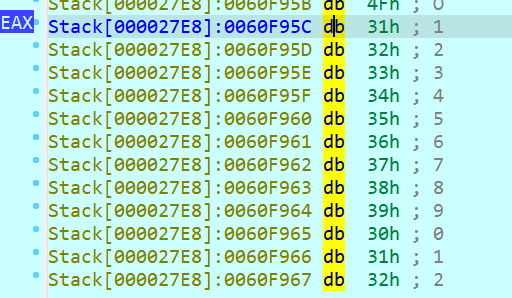 Stack[000027E8]:0060F95B db 4Fh ; O
EAX Stack[000027E8]:0060F95C db 31h ; 1
Stack[000027E8]:0060F95D db 32h ; 2
Stack[000027E8]:0060F95E db 33h ; 3
Stack[000027E8]:0060F95F db 34h ; 4
Stack[000027E8]:0060F960 db 35h ; 5
Stack[000027E8]:0060F961 db 36h ; 6
Stack[000027E8]:0060F962 db 37h ; 7
Stack[000027E8]:0060F963 db 38h ; 8
Stack[000027E8]:0060F964 db 39h ; 9
Stack[000027E8]:0060F965 db 30h ; 0
Stack[000027E8]:0060F966 db 31h ; 1
Stack[000027E8]:0060F967 db 32h ; 2